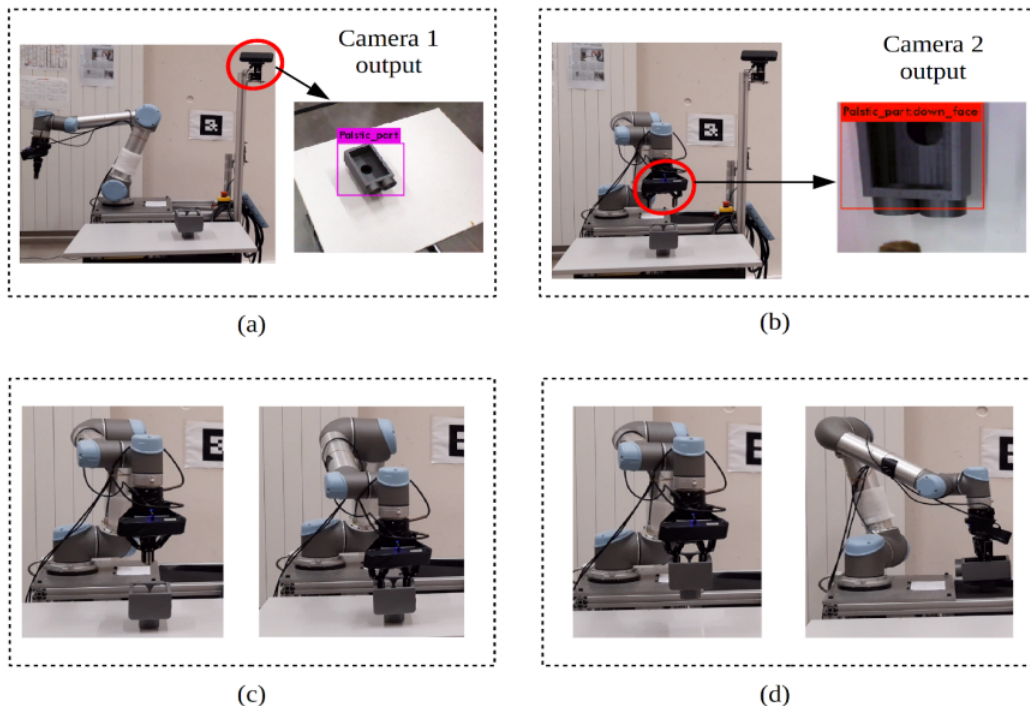 Camera 1
output
Palstic_part
(a)
Camera 2
output
Palstic_part:down_face
(b)
(c)
(d)